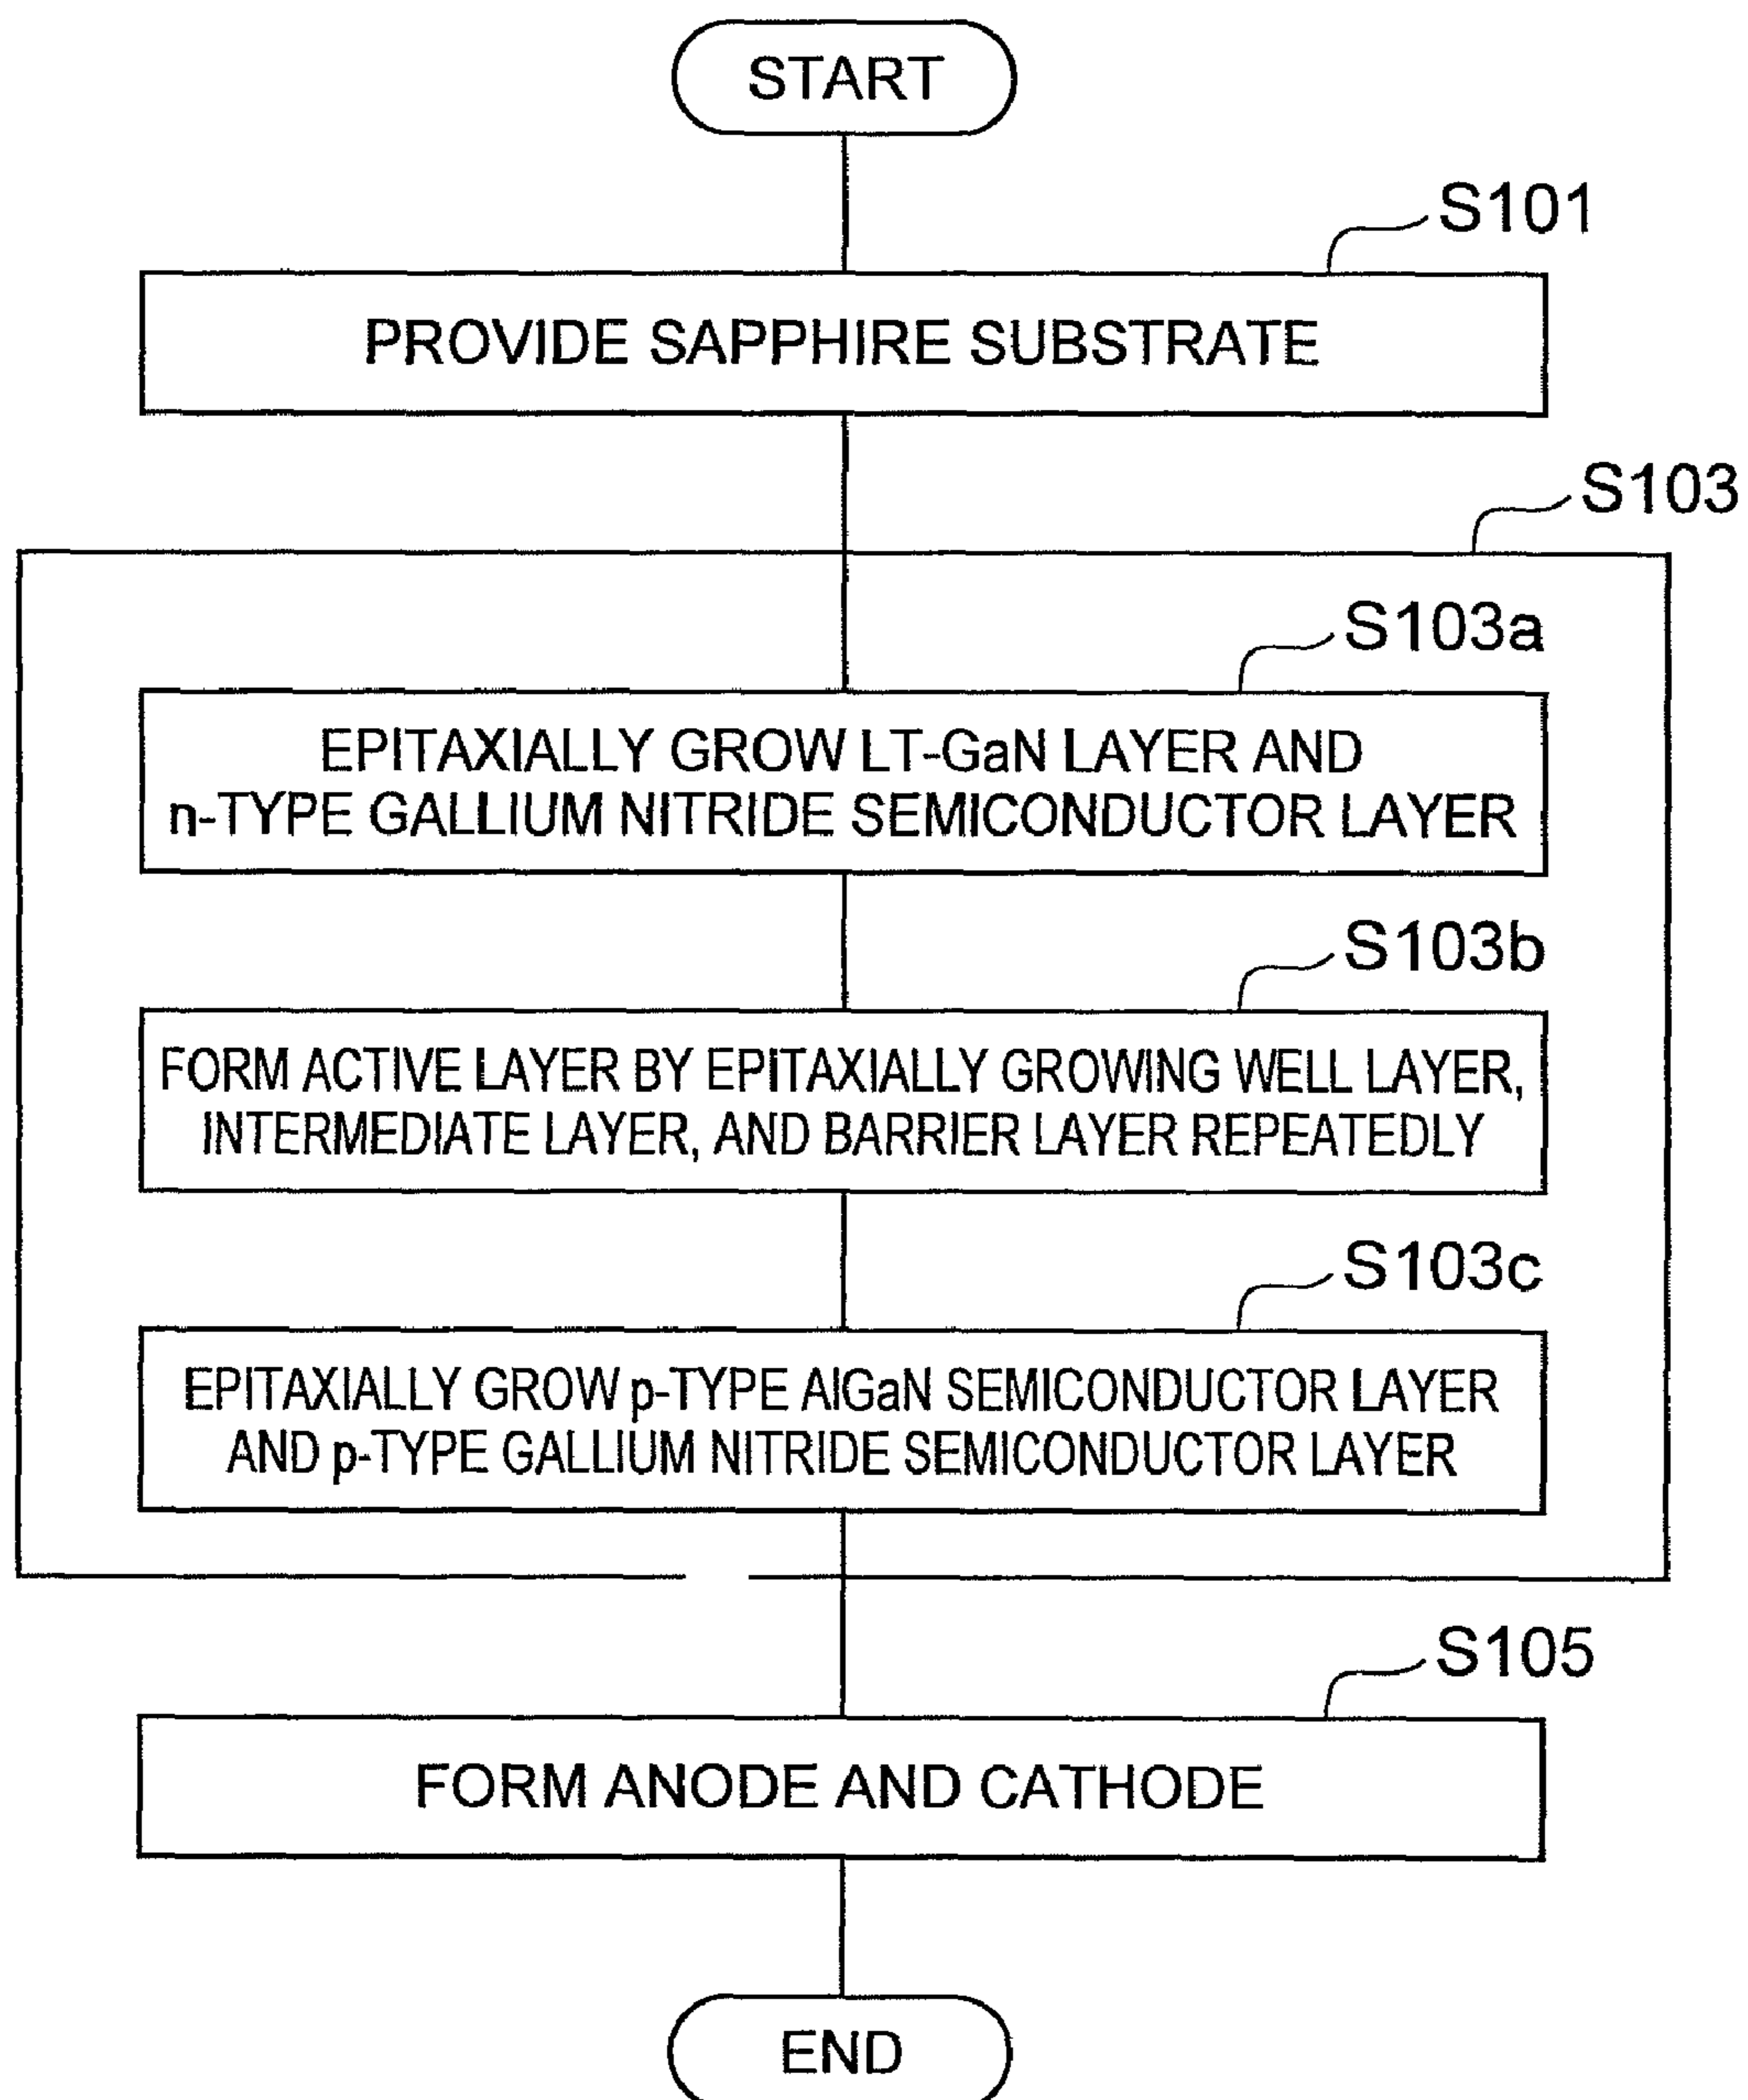 START
S101
PROVIDE SAPPHIRE SUBSTRATE
S103
S103a
EPITAXIALLY GROW LT-GaN LAYER AND
n-TYPE GALLIUM NITRIDE SEMICONDUCTOR LAYER
S103b
FORM ACTIVE LAYER BY EPITAXIALLY GROWING WELL LAYER,
INTERMEDIATE LAYER, AND BARRIER LAYER REPEATEDLY
S103c
EPITAXIALLY GROW p-TYPE AlGaN SEMICONDUCTOR LAYER
AND p-TYPE GALLIUM NITRIDE SEMICONDUCTOR LAYER
S105
FORM ANODE AND CATHODE
END